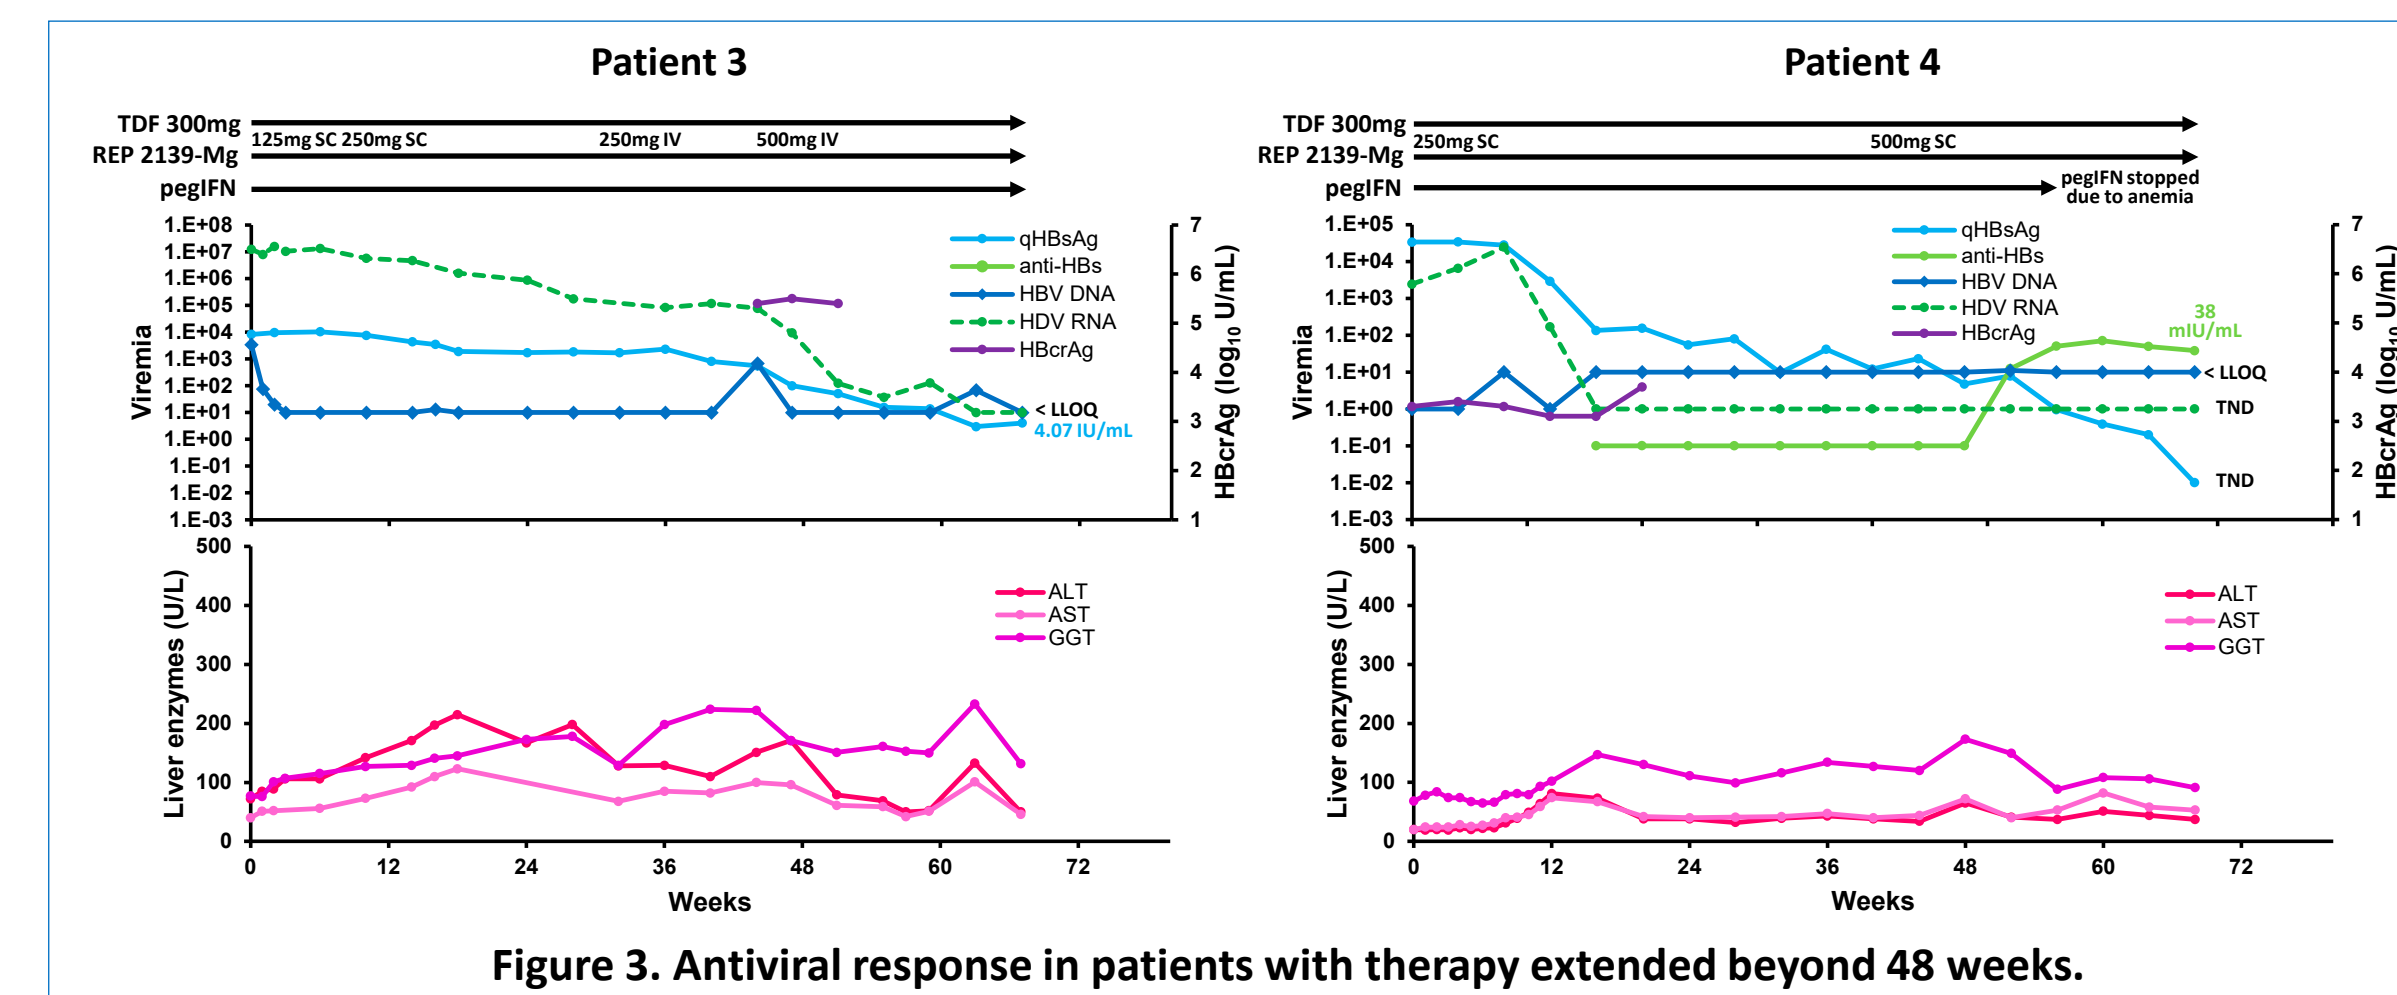 Patient 3
TDF 300mg
125mg SC 250mg SC 250mg IV 500mg IV
REP 2139-Mg
pegIFN
1.E+08
1.E+07
1.E+06
1.E+05
1.E+04
1.E+03
1.E+02
1.E+01
1.E+00
1.E-01
1.E-02
1.E-03
Viremia
qHBsAg
anti-HBs
HBV DNA
HDV RNA
HBcrAg
< LLOQ
4.07 IU/mL
7
6
5
4
3
2
1
HBcrAg (log10 U/mL)
500
400
300
200
100
0
Liver enzymes (U/L)
ALT
AST
GGT
0 12 24 36 48 60 72
Weeks
Patient 4
TDF 300mg
250mg SC 500mg SC
REP 2139-Mg
pegIFN
pegIFN stopped
due to anemia
1.E+05
1.E+04
1.E+03
1.E+02
1.E+01
1.E+00
1.E-01
1.E-02
1.E-03
Viremia
qHBsAg
anti-HBs
HBV DNA
HDV RNA
HBcrAg
38
mIU/mL
< LLOQ
TND
TND
7
6
5
4
3
2
1
HBcrAg (log10 U/mL)
500
400
300
200
100
0
Liver enzymes (U/L)
ALT
AST
GGT
0 12 24 36 48 60 72
Weeks
Figure 3. Antiviral response in patients with therapy extended beyond 48 weeks.